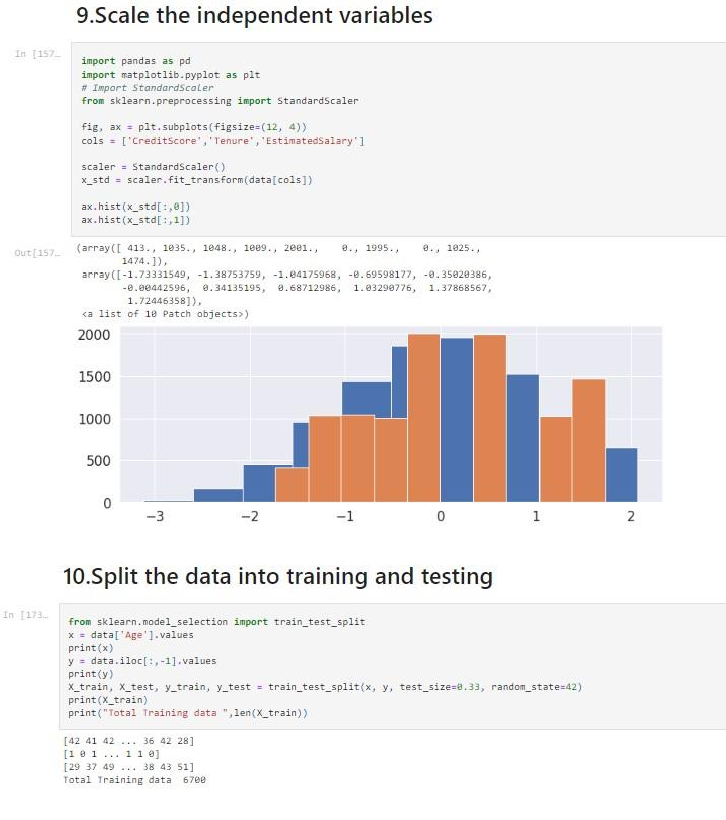 9.Scale the independent variables
In [157…
import pandas as pd
import matplotlib.pyplot as plt
# Import StandardScaler
from sklearn.preprocessing import StandardScaler
fig, ax = plt.subplots(figsize=(12, 4))
cols = ['CreditScore','Tenure','EstimatedSalary']
scaler = StandardScaler()
x_std = scaler.fit_transform(data[cols])
ax.hist(x_std[:,0])
ax.hist(x_std[:,1])
Out[157…
(array([ 413., 1035., 1048., 1009., 2001.,    0., 1995.,    0., 1025.,
1474.]),
array([-1.73331549, -1.38753759, -1.04175968, -0.69598177, -0.35020386,
-0.00442596,  0.34135195,  0.68712986,  1.03290776,  1.37868567,
1.72446358]),
<a list of 10 Patch objects>)
2000
1500
1000
500
0
−3 −2 −1 0 1 2
10.Split the data into training and testing
In [173…
from sklearn.model_selection import train_test_split
x = data['Age'].values
print(x)
y = data.iloc[:,-1].values
print(y)
X_train, X_test, y_train, y_test = train_test_split(x, y, test_size=0.33, random_state=42)
print(X_train)
print("Total Training data ",len(X_train))
[42 41 42 ... 36 42 28]
[1 0 1 ... 1 1 0]
[29 37 49 ... 38 43 51]
Total Training data  6700